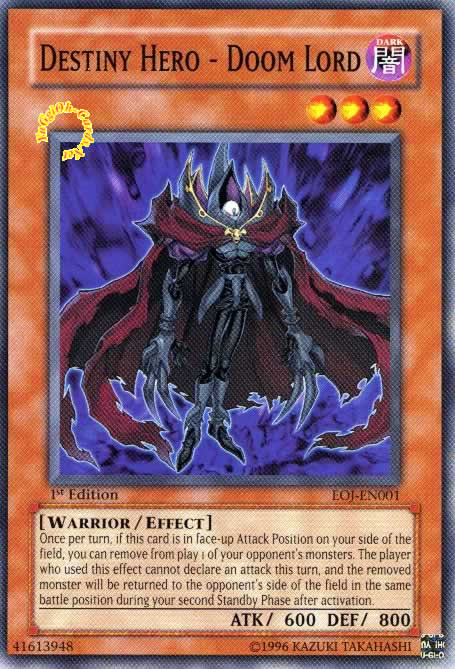 DESTINY HERO - DOOM LORD
DARK
闇
YuGiOh-Cards.Nu
1st Edition
EOJ-EN001
[WARRIOR/EFFECT]
Once per turn, if this card is in face-up Attack Position on your side of the
field, you can remove from play 1 of your opponent's monsters. The player
who used this effect cannot declare an attack this turn, and the removed
monster will be returned to the opponent's side of the field in the same
battle position during your second Standby Phase after activation.
ATK/ 600 DEF/ 800
41613948
©1996 KAZUKI TAKAHASHI